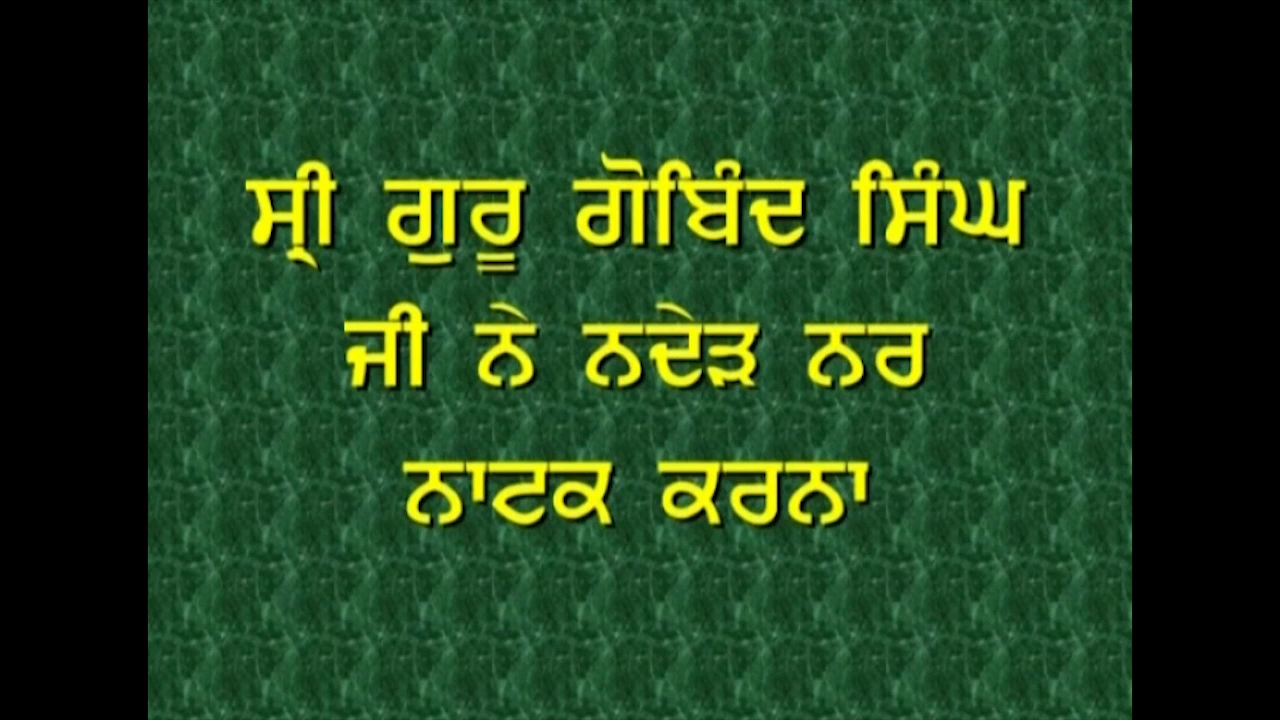 ਸ੍ਰੀ ਗੁਰੂ ਗੋਬਿੰਦ ਸਿੰਘ
ਜੀ ਨੇ ਨਦੇੜ ਨਰ
ਨਾਟਕ ਕਰਨਾ